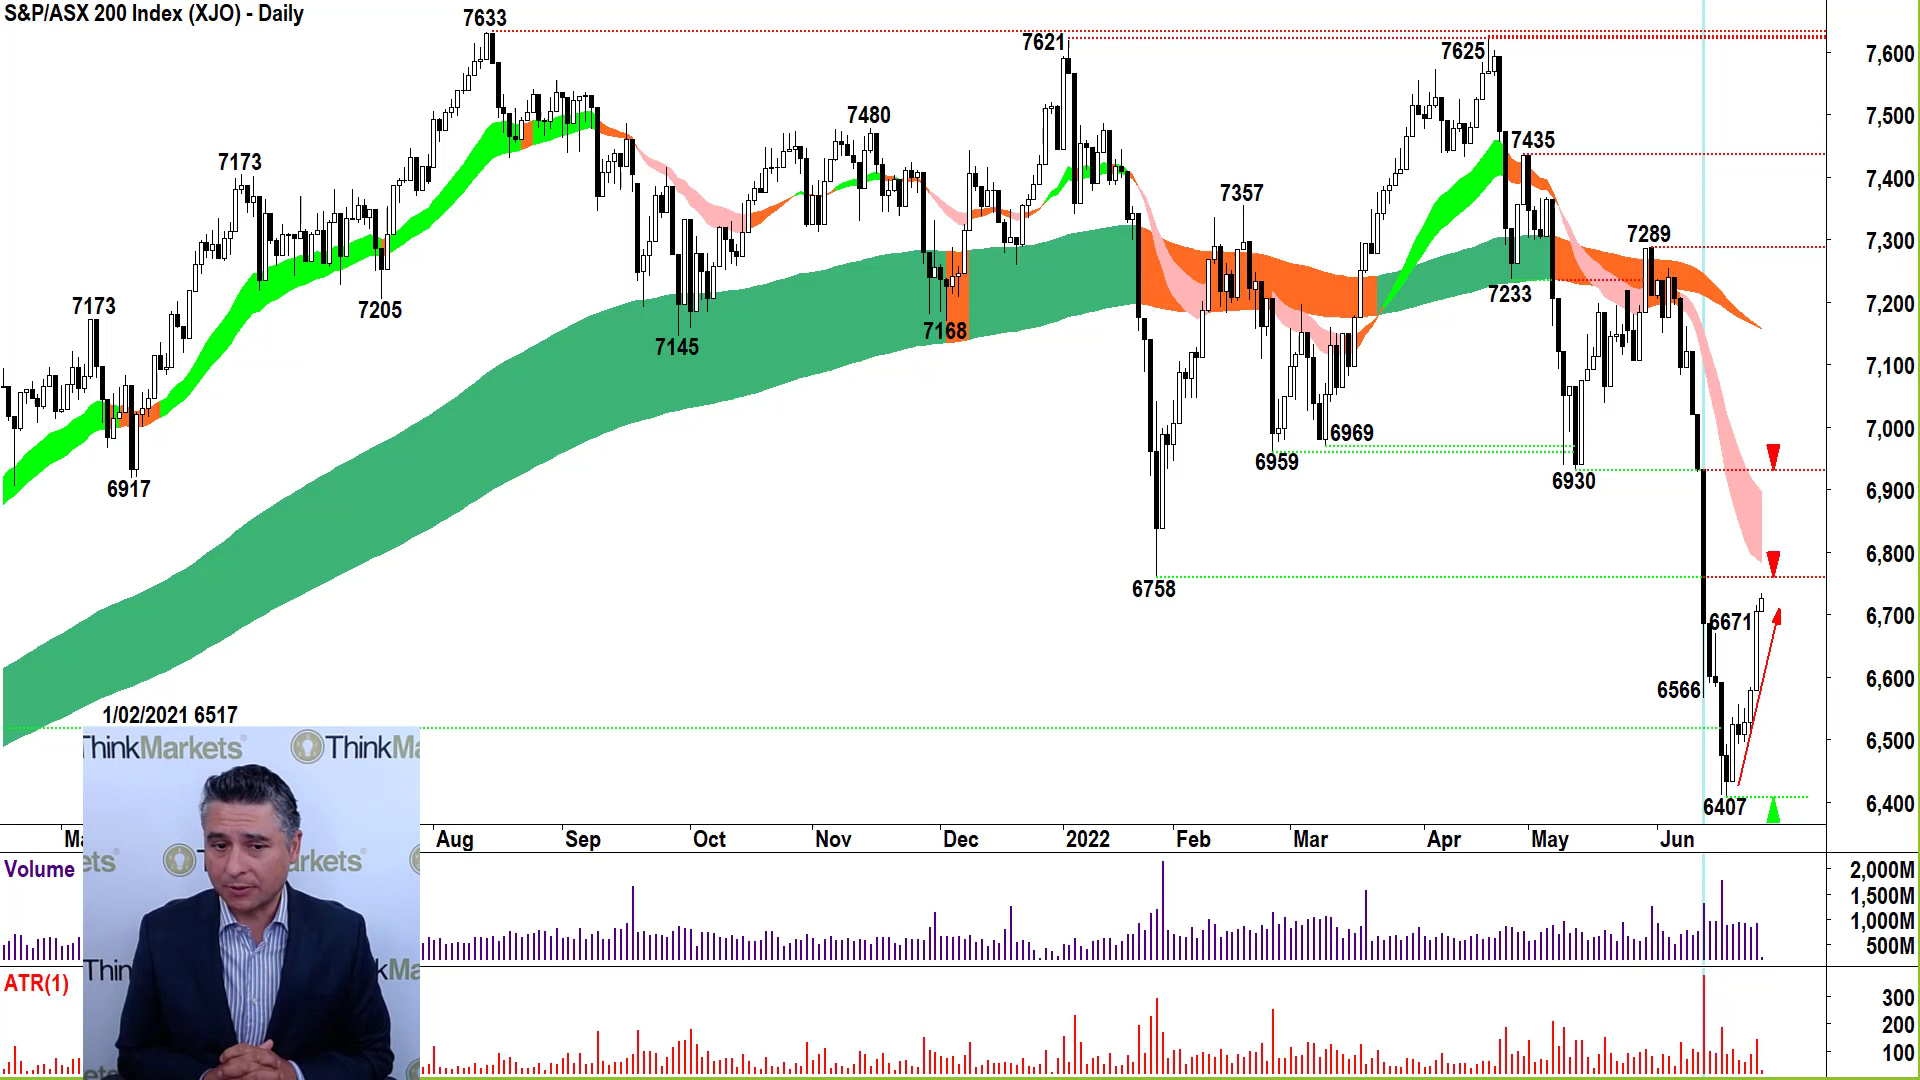 S&P/ASX 200 Index (XJO) - Daily
7633
7621
7625
7,600
7,500
7480
7435
7,400
7173
7357
7289
7,300
7233
7,200
7173
7205
7168
7145
7,100
7,000
6969
6959
6930
6917
6,900
6,800
6758
6,700
6671
6566
6,600
1/02/2021 6517
6,500
6407
6,400
Aug Sep Oct Nov Dec 2022 Feb Mar Apr May Jun
Volume
2,000M
1,500M
1,000M
500M
ATR(1)
300
200
100
ThinkMarkets
ThinkMa
ets
arkets
Thin
kMa